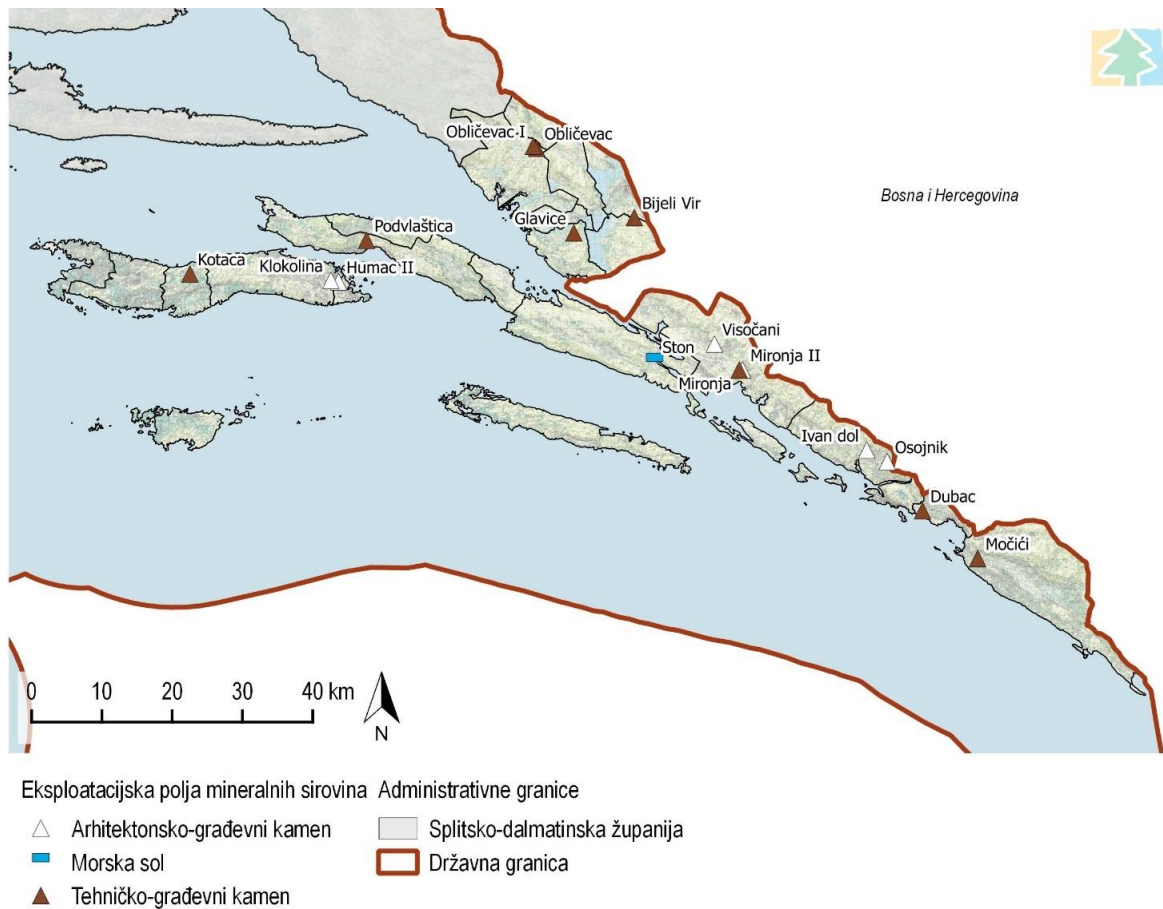 Obličevac I
Obličevac
Bosna i Hercegovina
Bijeli Vir
Glavice
Podvlaštica
Kotaca
Klokolina
Humac II
Visočani
Ston
Mironja II
Mironja
Ivan dol
Osojnik
Dubac
Močići
0 10 20 30 40 km
N
Eksploatacijska polja mineralnih sirovina
Arhitektonsko-građevni kamen
Morska sol
Tehničko-građevni kamen
Administrativne granice
Splitsko-dalmatinska županija
Državna granica